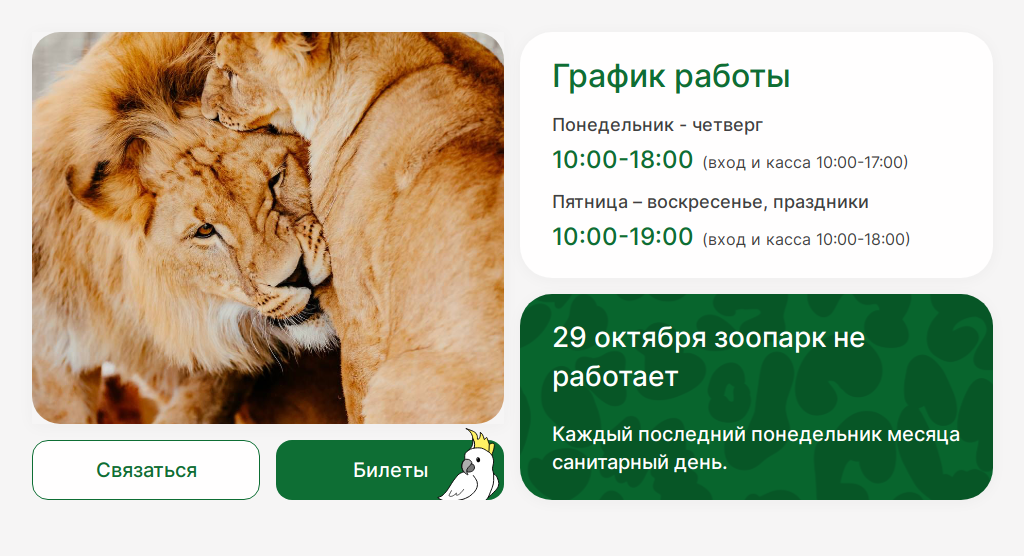 График работы
Понедельник - четверг
10:00-18:00 (вход и касса 10:00-17:00)
Пятница – воскресенье, праздники
10:00-19:00 (вход и касса 10:00-18:00)
29 октября зоопарк не
работает
Каждый последний понедельник месяца
санитарный день.
Связаться
Билеты